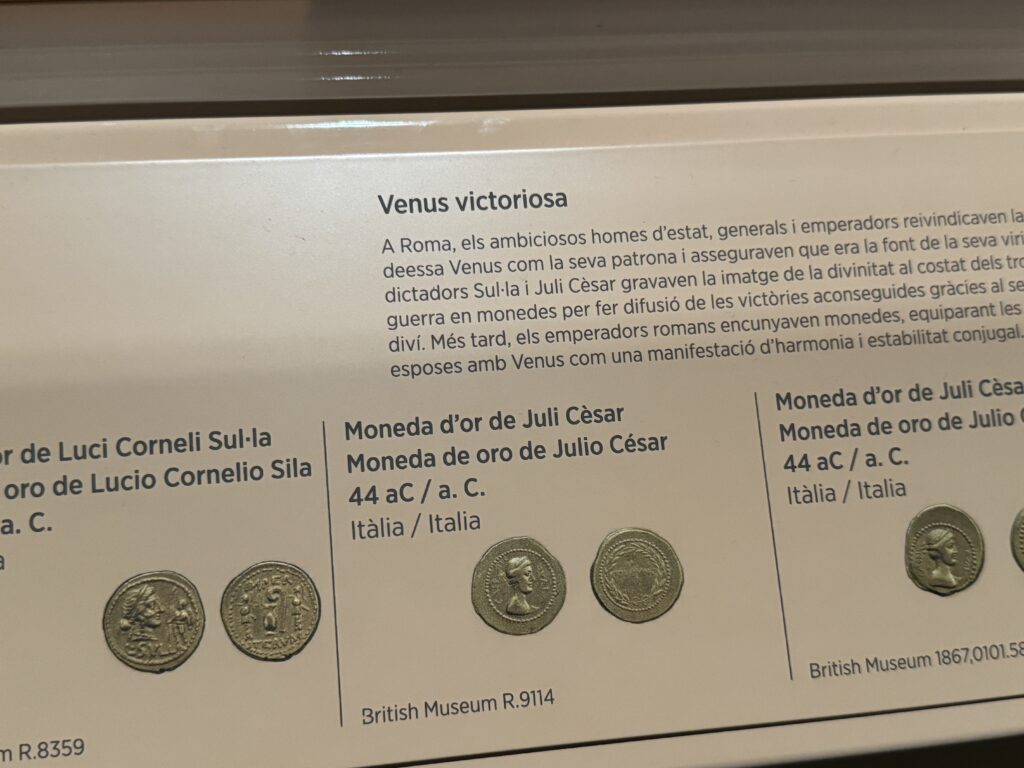 Venus victoriosa
A Roma, els ambiciosos homes d'estat, generals i emperadors reivindicaven la
deessa Venus com la seva patrona i asseguraven que era la font de la seva
dictadors Sul·la i Juli Cèsar gravaven la imatge de la divinitat al costat dels
guerra en monedes per fer difusió de les victòries aconseguides gràcies al
diví. Més tard, els emperadors romans encunyaven monedes, equiparant les
esposes amb Venus com una manifestació d'harmonia i estabilitat conjugal.
de Luci Corneli Sul·la
oro de Lucio Cornelio Sila
a. C.
R.8359
Moneda d'or de Juli Cèsar
Moneda de oro de Julio César
44 aC / a. C.
Itàlia / Italia
British Museum R.9114
Moneda d'or de Juli
Moneda de oro de Julio
44 aC / a. C.
Itàlia / Italia
British Museum 1867,0101.58